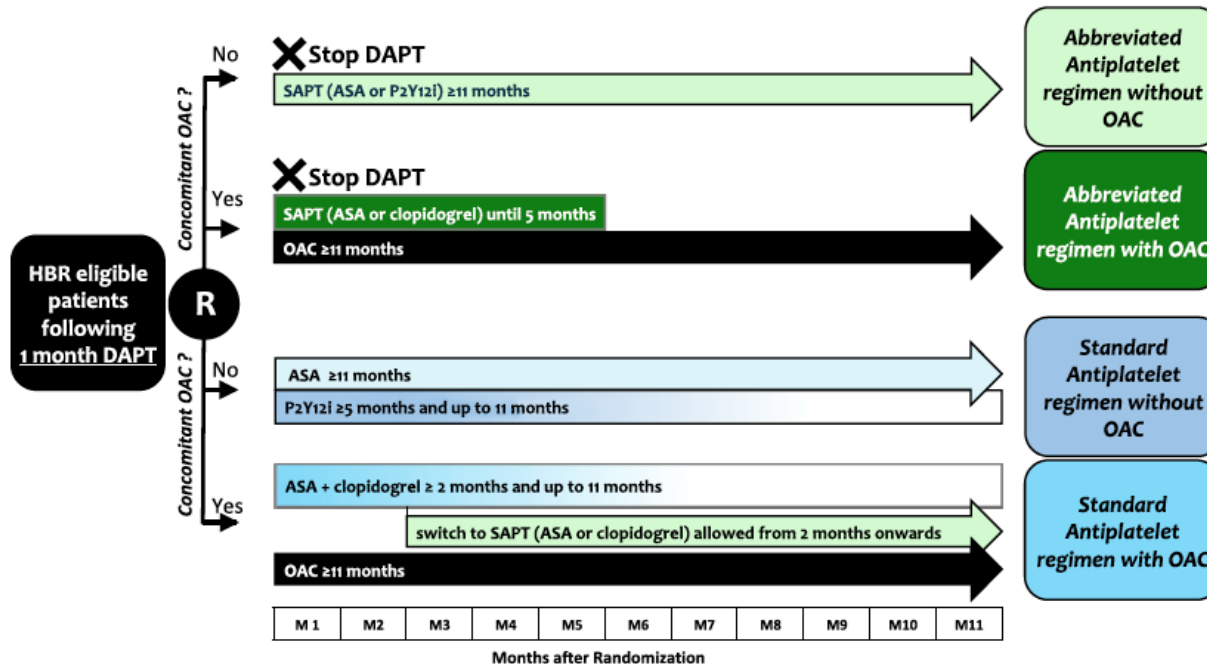 No
Stop DAPT
SAPT (ASA or P2Y12i) ≥11 months
Abbreviated
Antiplatelet
regimen without
OAC
Concomitant OAC ?
Yes
Stop DAPT
SAPT (ASA or clopidogrel) until 5 months
OAC ≥11 months
Abbreviated
Antiplatelet
regimen with OAC
HBR eligible
patients
following
1 month DAPT
R
Concomitant OAC ?
No
ASA ≥11 months
P2Y12i ≥5 months and up to 11 months
Standard
Antiplatelet
regimen without
OAC
Yes
ASA + clopidogrel ≥ 2 months and up to 11 months
switch to SAPT (ASA or clopidogrel) allowed from 2 months onwards
OAC ≥11 months
Standard
Antiplatelet
regimen with OAC
M 1 M2 M3 M4 M5 M6 M7 M8 M9 M10 M11
Months after Randomization